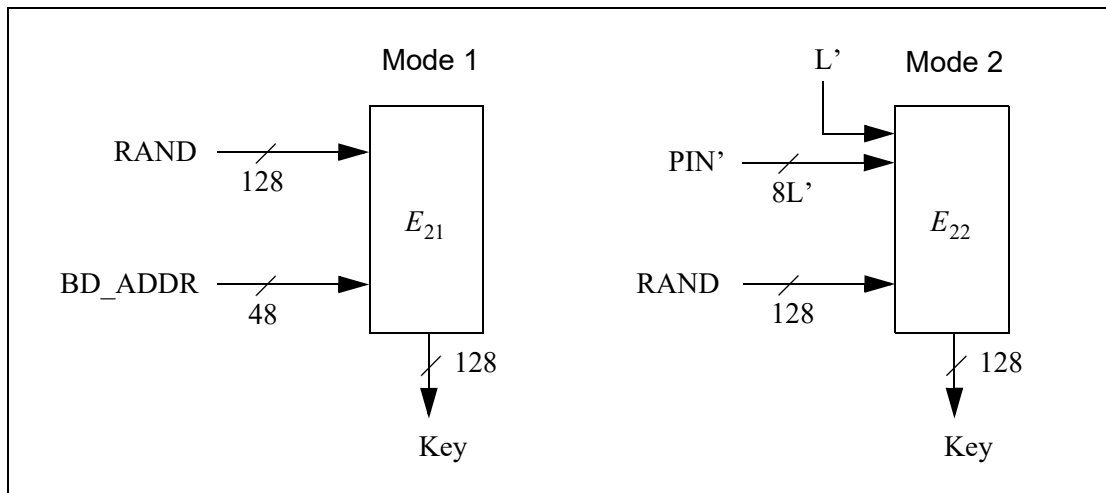 Mode 1
RAND
128
E21
BD_ADDR
48
128
Key
L’
Mode 2
PIN’
8L’
E22
RAND
128
128
Key